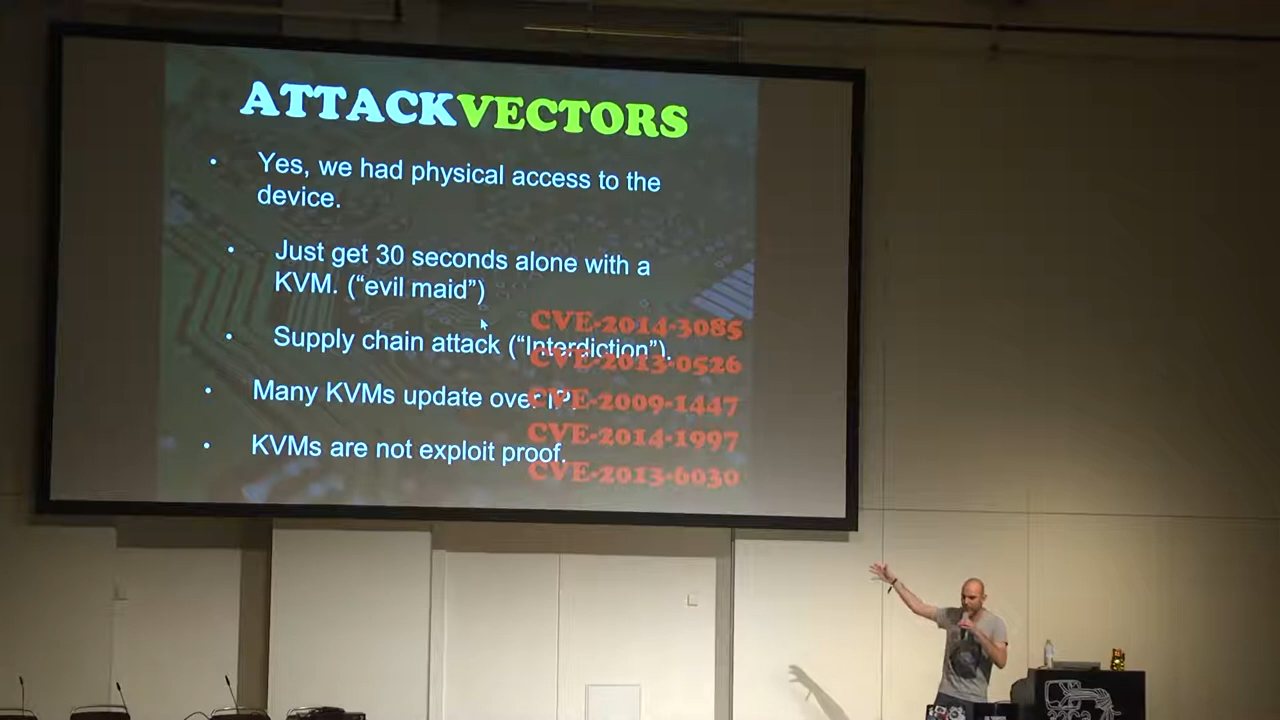 ATTACKVECTORS
Yes, we had physical access to the
device.
Just get 30 seconds alone with a
KVM. (“evil maid”)
Supply chain attack (“Interdiction”).
Many KVMs update over IP.
KVMs are not exploit proof.
CVE-2014-3085
CVE-2013-0526
CVE-2009-1447
CVE-2014-1997
CVE-2013-6030